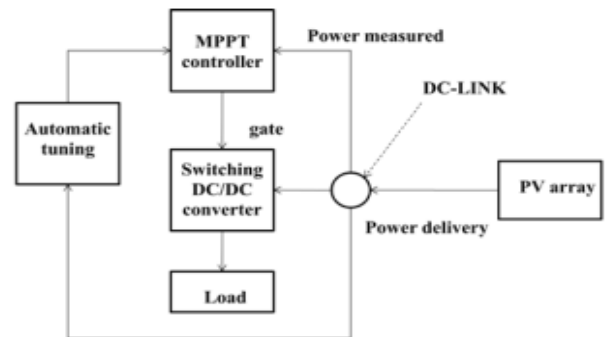 MPPT
controller
Power measured
DC-LINK
Automatic
tuning
gate
Switching
DC/DC
converter
PV array
Power delivery
Load